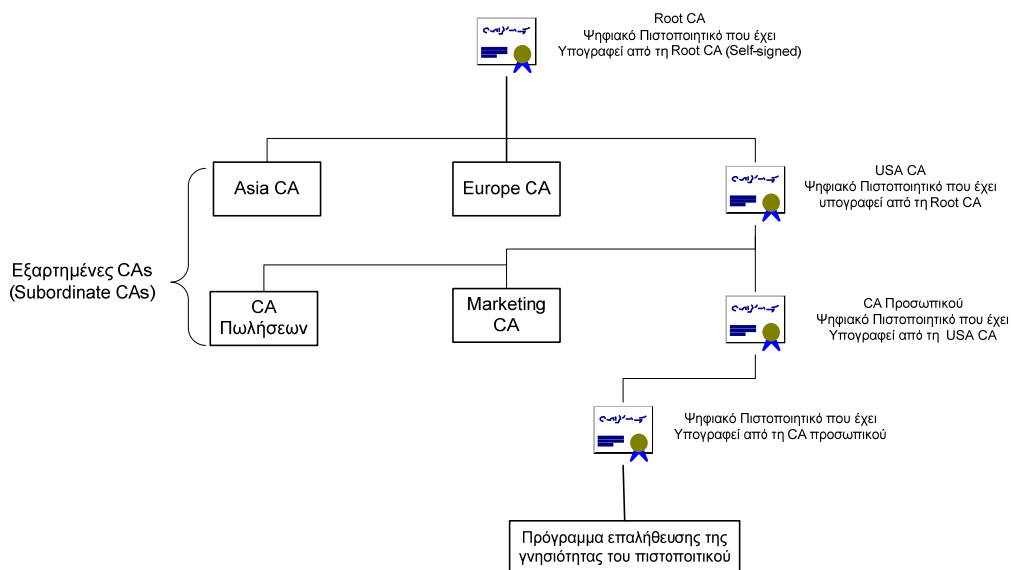 Root CA
Ψηφιακό Πιστοποιητικό που έχει
Υπογραφεί από τη Root CA (Self-signed)
Asia CA
Europe CA
USA CA
Ψηφιακό Πιστοποιητικό που έχει
υπογραφεί από τη Root CA
Εξαρτημένες CAs
(Subordinate CAs)
CA
Πωλήσεων
Marketing
CA
CA Προσωπικού
Ψηφιακό Πιστοποιητικό που έχει
Υπογραφεί από τη USA CA
Ψηφιακό Πιστοποιητικό που έχει
Υπογραφεί από τη CA προσωπικού
Πρόγραμμα επαλήθευσης της
γνησιότητας του πιστοποιτικού